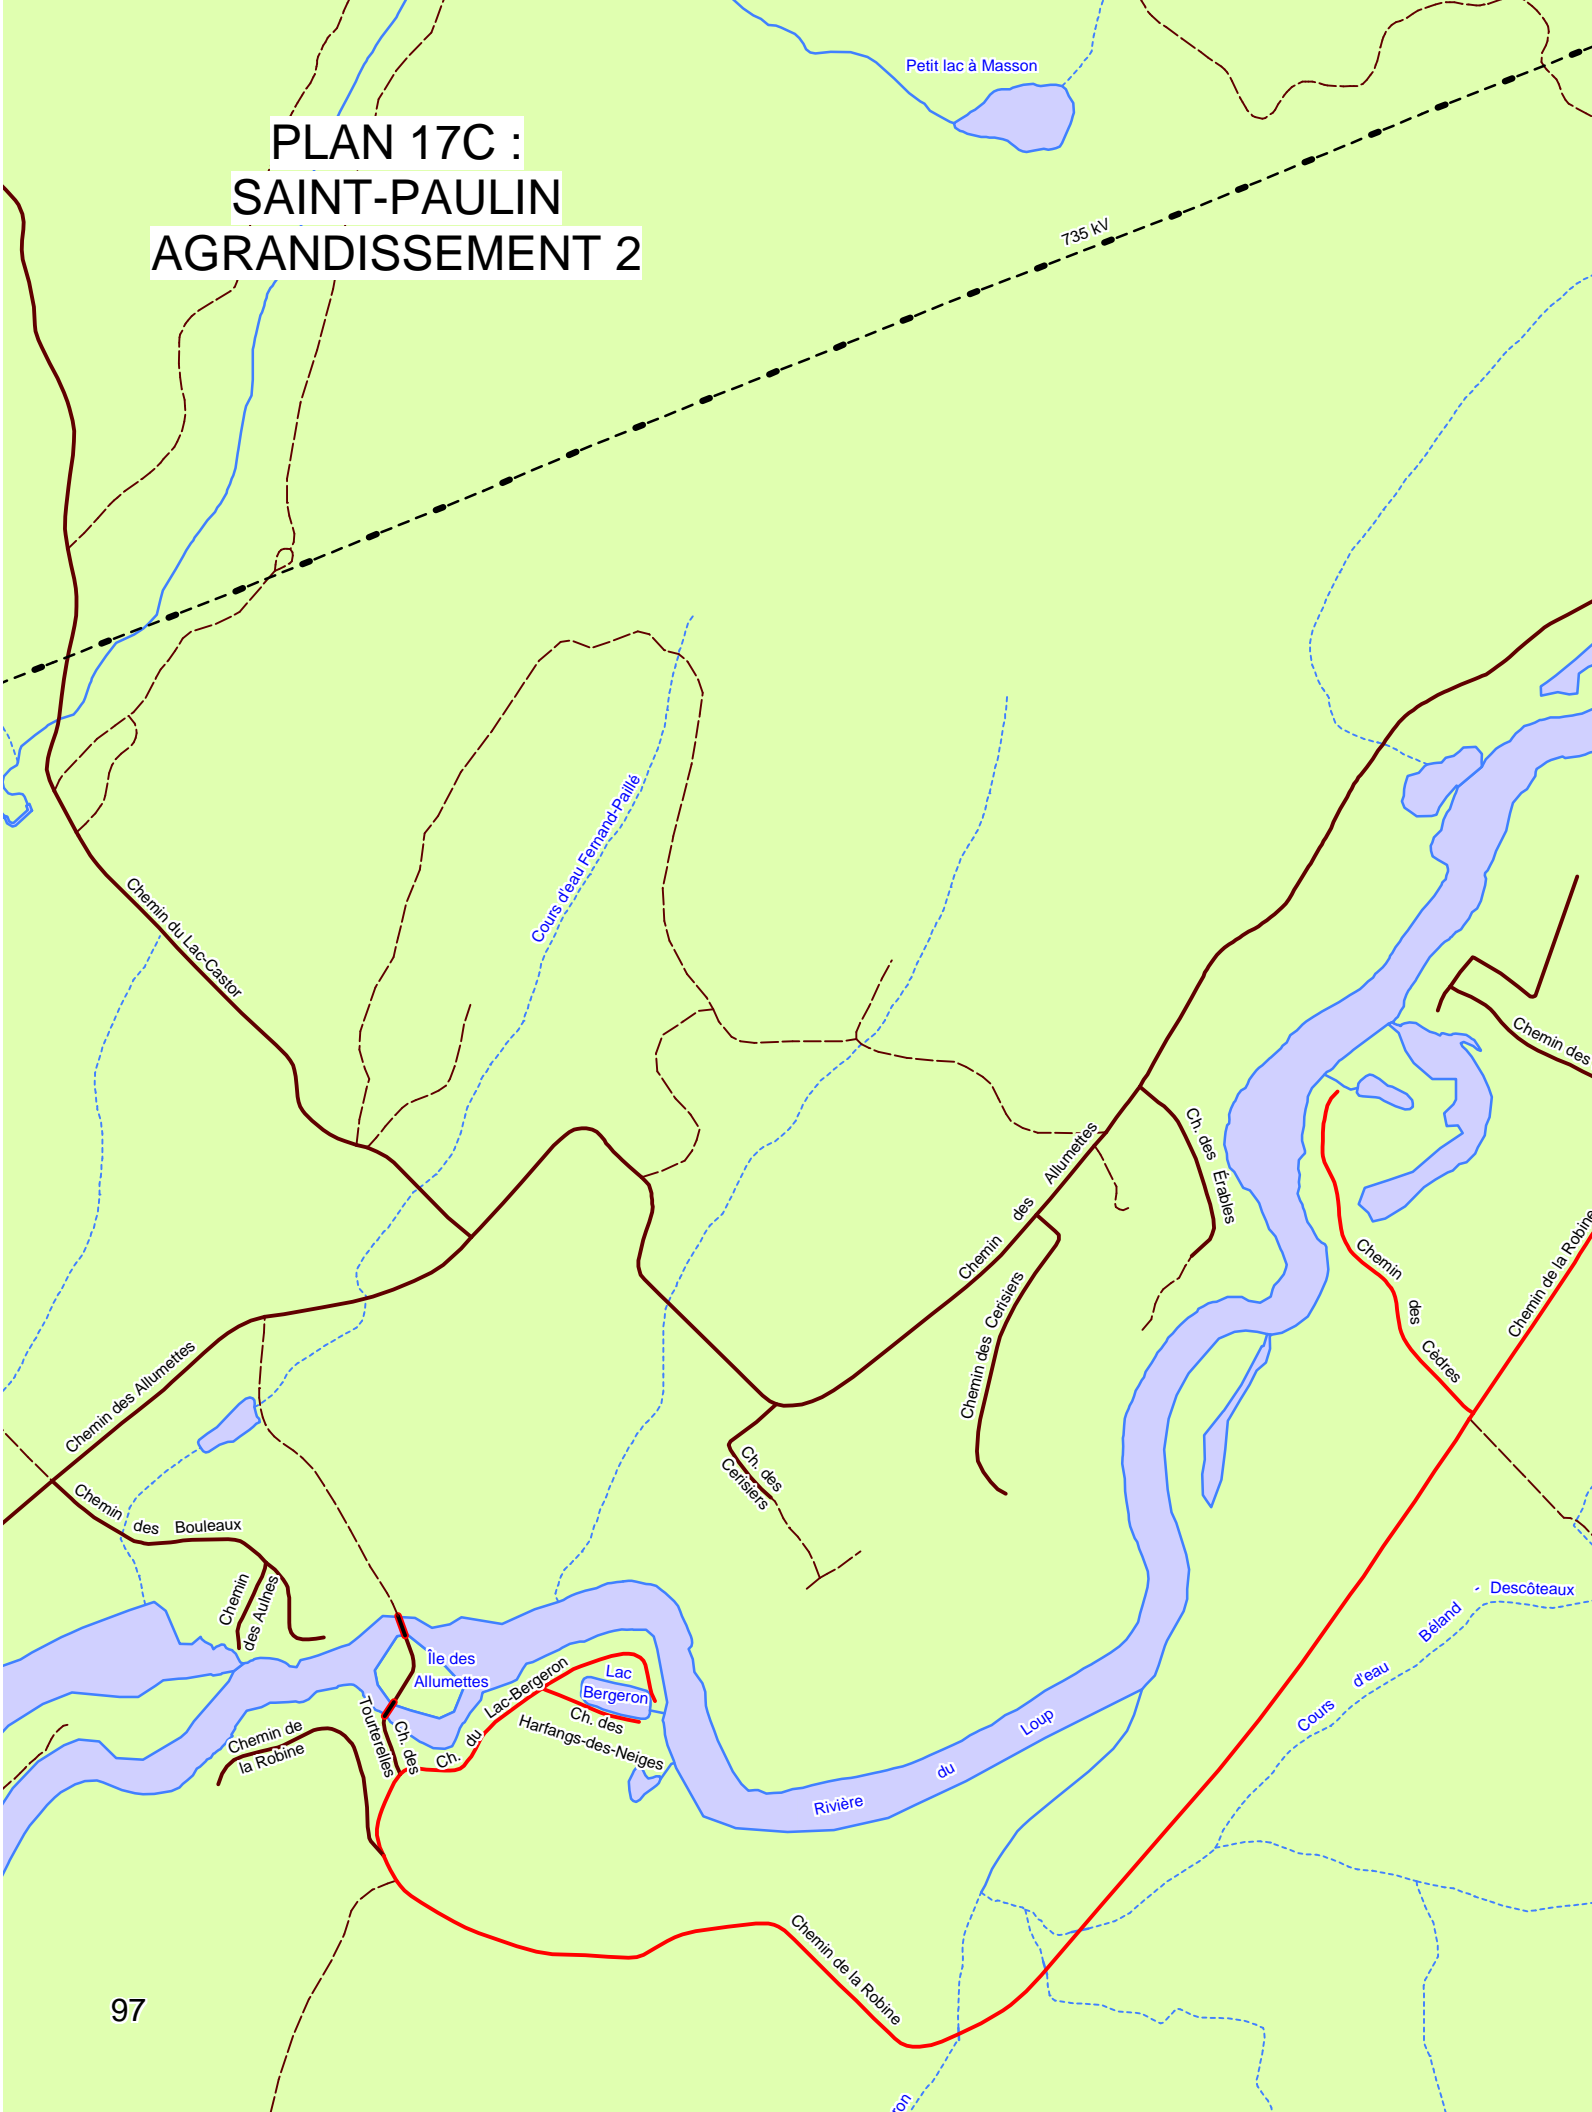 Petit lac à Masson
PLAN 17C :
SAINT-PAULIN
AGRANDISSEMENT 2
735 kV
Cours d'eau Fernand-Paillé
Chemin du Lac-Castor
Chemin des
Chemin des Allumettes
Ch. des Érables
Chemin des Cerisiers
Chemin des Cèdres
Chemin de la Robine
Chemin des Allumettes
Ch. des
Cerisiers
Chemin des Bouleaux
Chemin
des Aulnes
Île des
Allumettes
Ch. du Lac-Bergeron
Lac
Bergeron
Ch. des
Harfangs-des-Neiges
Ch. des
Tourterelles
Chemin de
la Robine
Rivière du Loup
Cours d'eau Béland - Descôteaux
Chemin de la Robine
97
ron